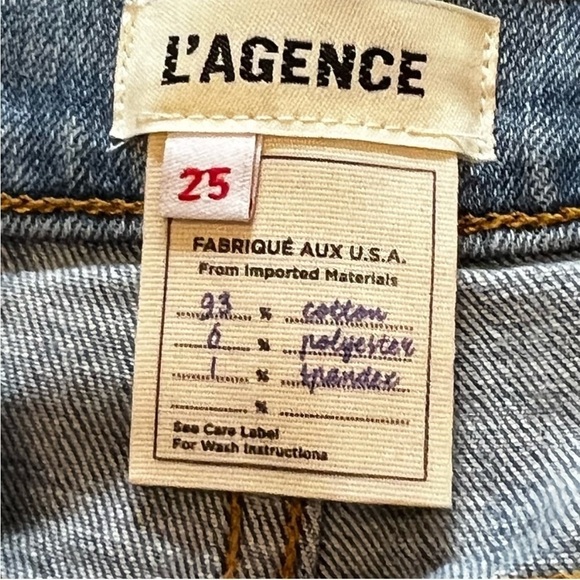 L'AGENCE
25
FABRIQUÉ AUX U.S.A.
From Imported Materials
93 % cotton
6 % polyester
1 % spandex
%
See Care Label
For Wash Instructions